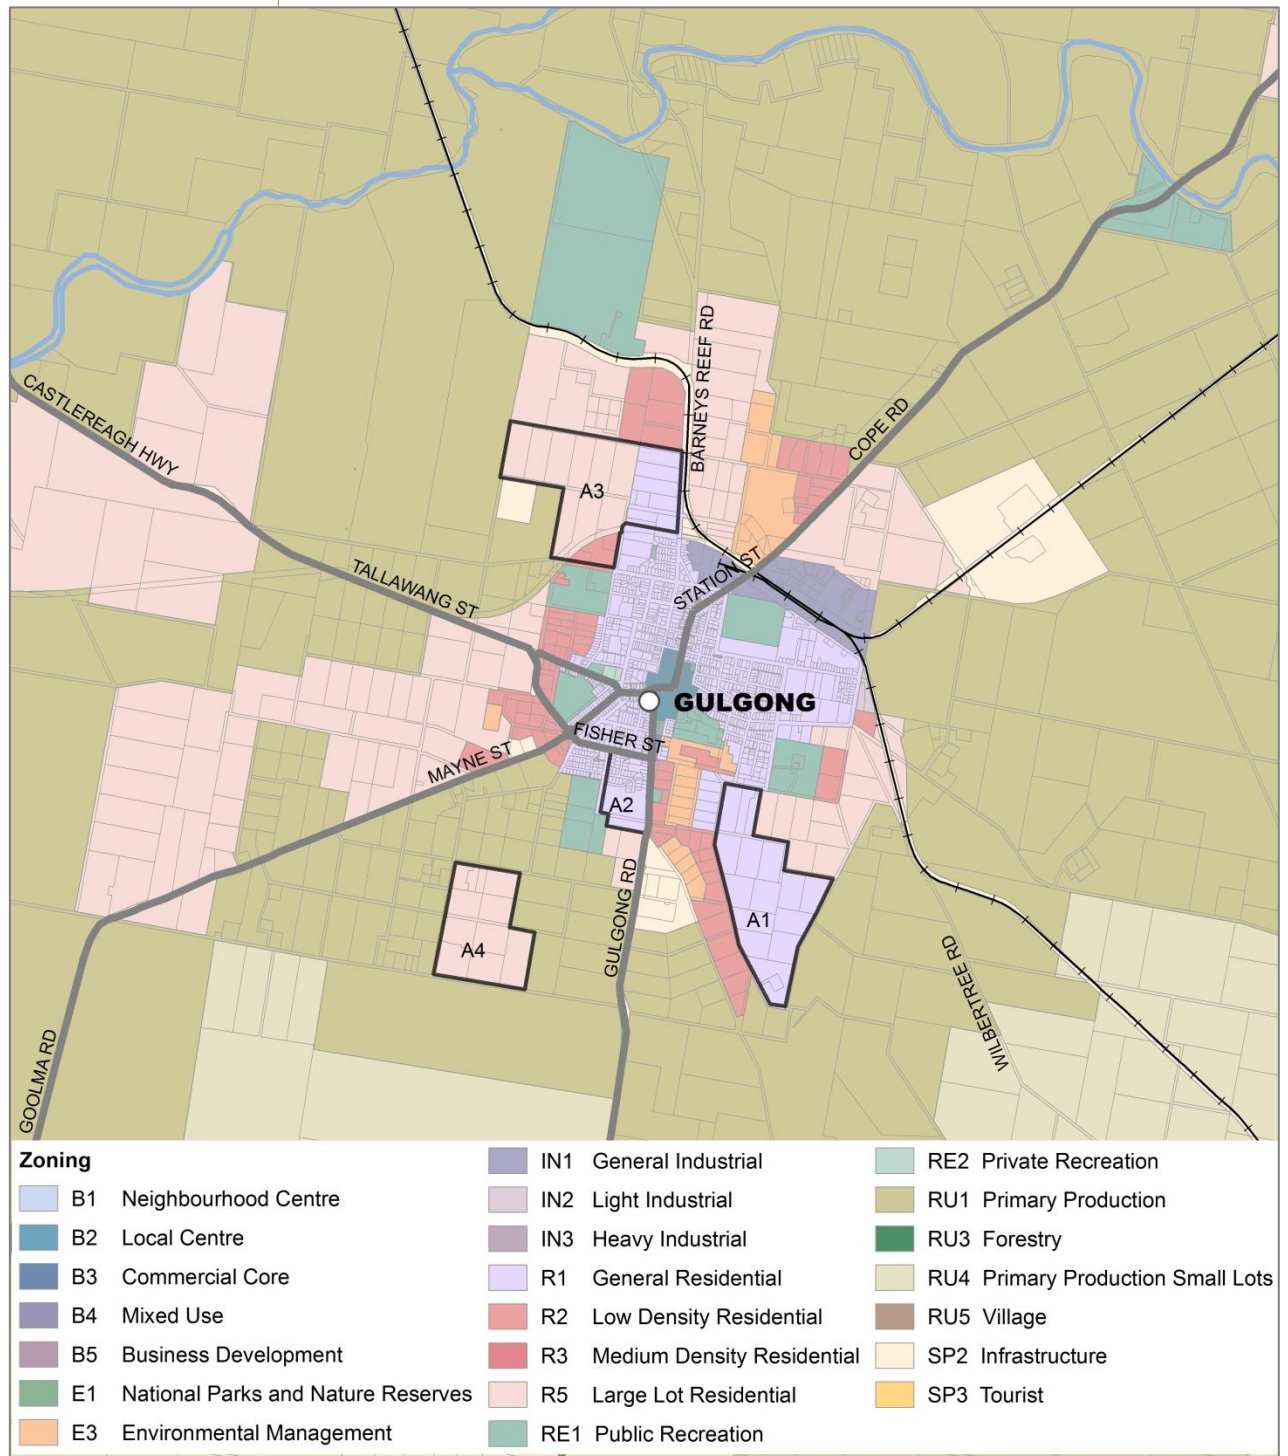 BARNEYS REEF RD
CASTLEREAGH HWY
COPE RD
A3
STATION ST
TALLAWANG ST
GULGONG
FISHER ST
MAYNE ST
A2
GULGONG RD
A1
A4
WILBERTREE RD
GOOLMA RD
Zoning
B1 Neighbourhood Centre
B2 Local Centre
B3 Commercial Core
B4 Mixed Use
B5 Business Development
E1 National Parks and Nature Reserves
E3 Environmental Management
IN1 General Industrial
IN2 Light Industrial
IN3 Heavy Industrial
R1 General Residential
R2 Low Density Residential
R3 Medium Density Residential
R5 Large Lot Residential
RE1 Public Recreation
RE2 Private Recreation
RU1 Primary Production
RU3 Forestry
RU4 Primary Production Small Lots
RU5 Village
SP2 Infrastructure
SP3 Tourist